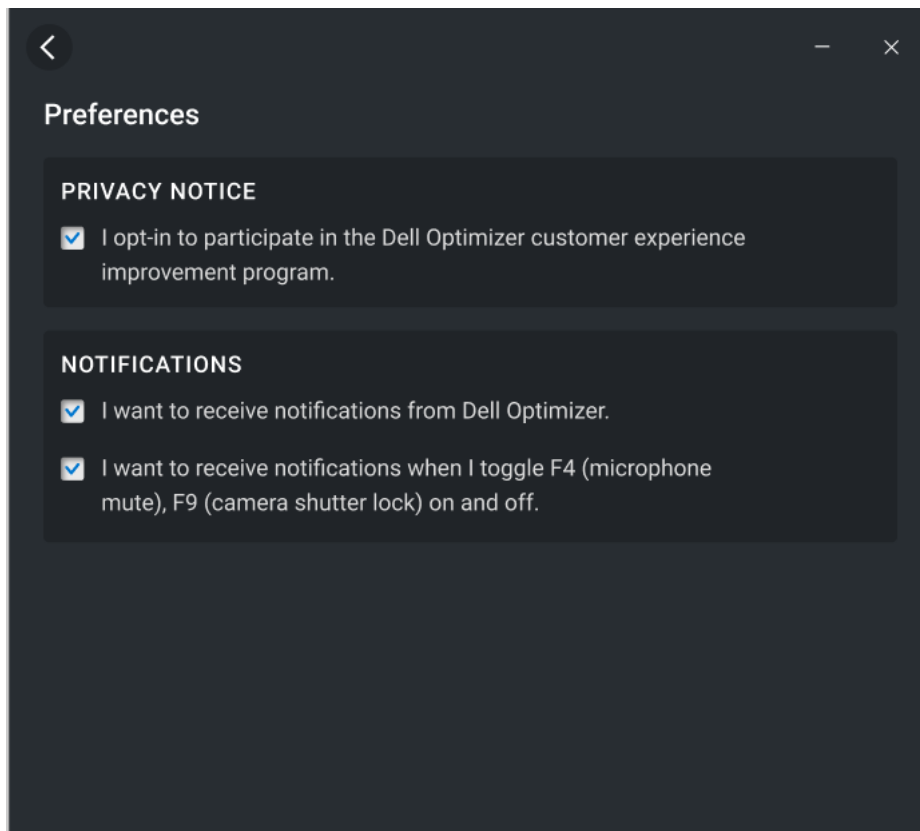 Preferences
PRIVACY NOTICE
I opt-in to participate in the Dell Optimizer customer experience
improvement program.
NOTIFICATIONS
I want to receive notifications from Dell Optimizer.
I want to receive notifications when I toggle F4 (microphone
mute), F9 (camera shutter lock) on and off.